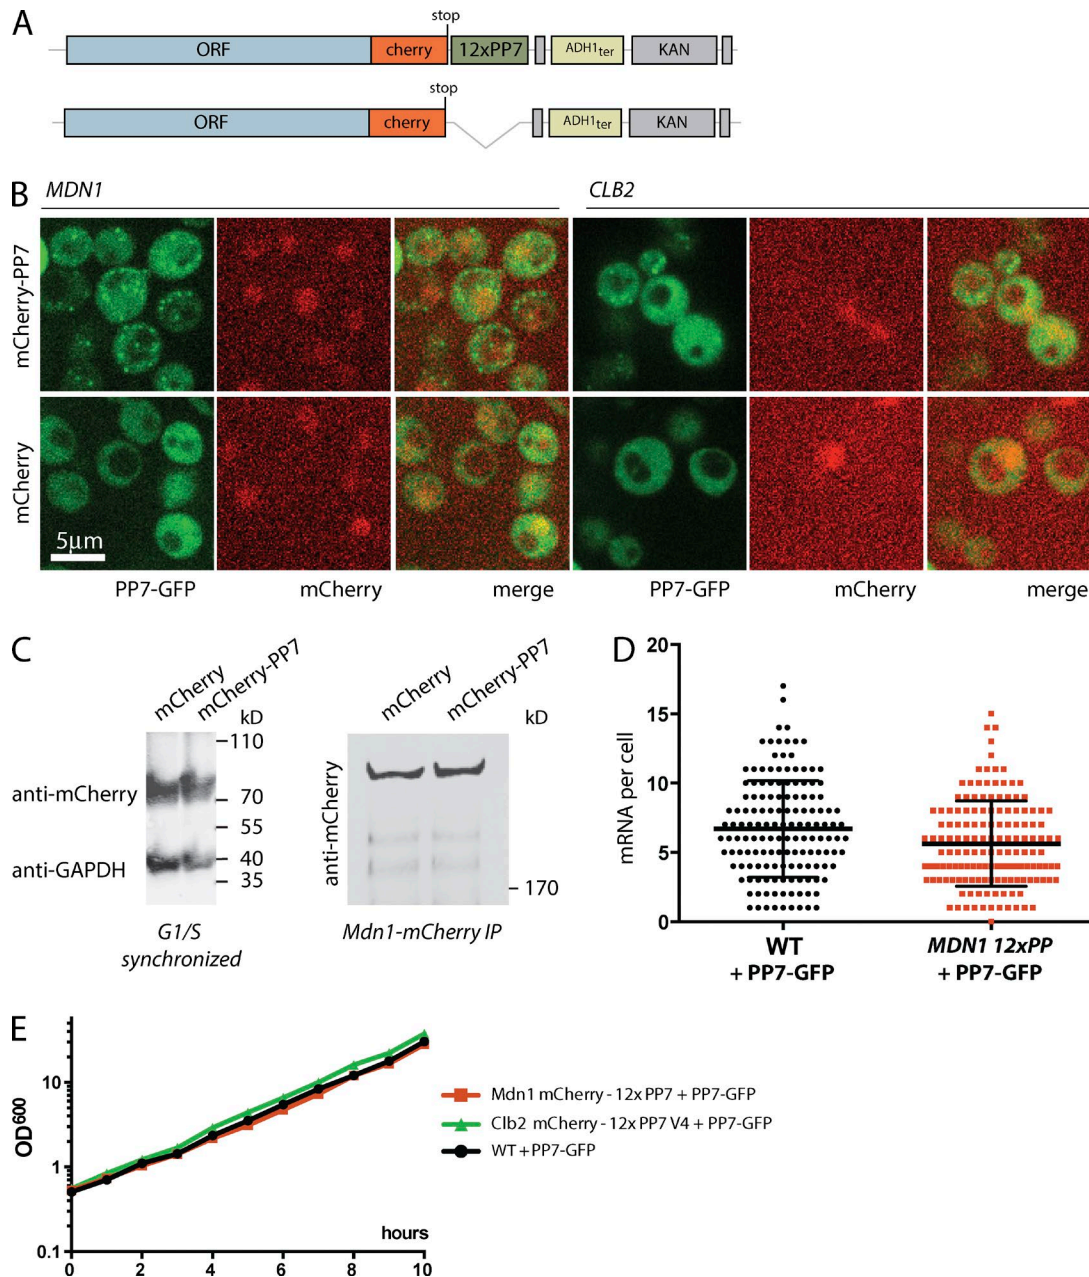 A
stop
ORF
cherry
12xPP7
ADH1ter
KAN
stop
ORF
cherry
ADH1ter
KAN
B
MDN1
CLB2
mCherry-PP7
mCherry
5µm
PP7-GFP
mCherry
merge
PP7-GFP
mCherry
merge
C
mCherry
mCherry-PP7
kD
110
anti-mCherry
70
55
anti-GAPDH
40
35
G1/S
synchronized
mCherry
mCherry-PP7
kD
anti-mCherry
170
Mdn1-mCherry IP
D
mRNA per cell
20
15
10
5
0
WT
+ PP7-GFP
MDN1 12xPP
+ PP7-GFP
E
OD600
10
1
0.1
0
2
4
6
8
10
hours
Mdn1 mCherry - 12x PP7 + PP7-GFP
Clb2 mCherry - 12x PP7 V4 + PP7-GFP
WT + PP7-GFP